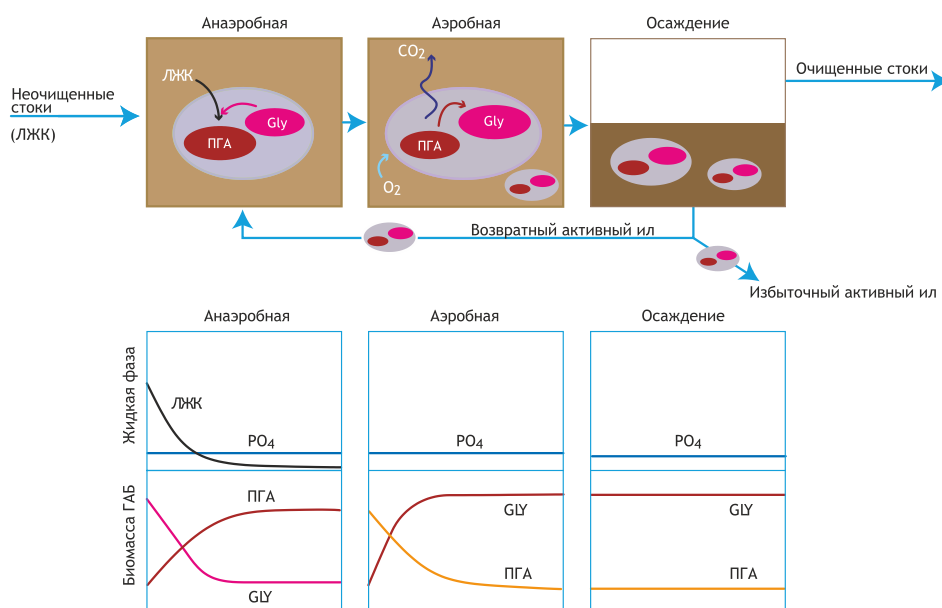 Анаэробная
Аэробная
Осаждение
Неочищенные
стоки
(ЛЖК)
ЛЖК
Gly
ПГА
CO2
Gly
ПГА
O2
Очищенные стоки
Возвратный активный ил
Избыточный активный ил
Анаэробная
Аэробная
Осаждение
Жидкая фаза
ЛЖК
PO4
PO4
PO4
Биомасса ГАБ
ПГА
GLY
GLY
ПГА
GLY
ПГА